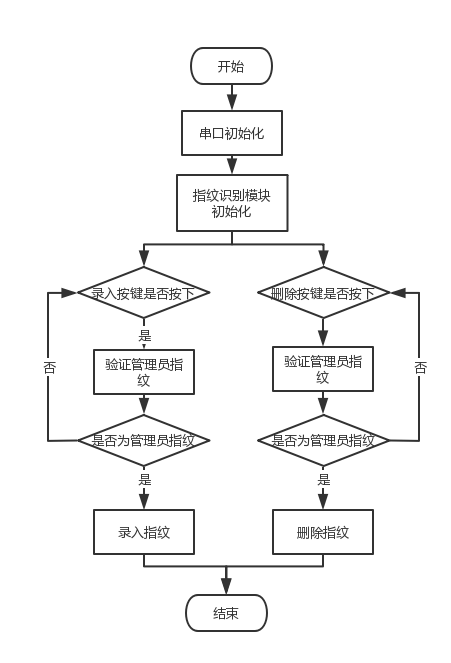 开始
串口初始化
指纹识别模块
初始化
录入按键是否按下
删除按键是否按下
是
验证管理员指
纹
验证管理员指
纹
否
否
是否为管理员指纹
是否为管理员指纹
是
是
录入指纹
删除指纹
结束